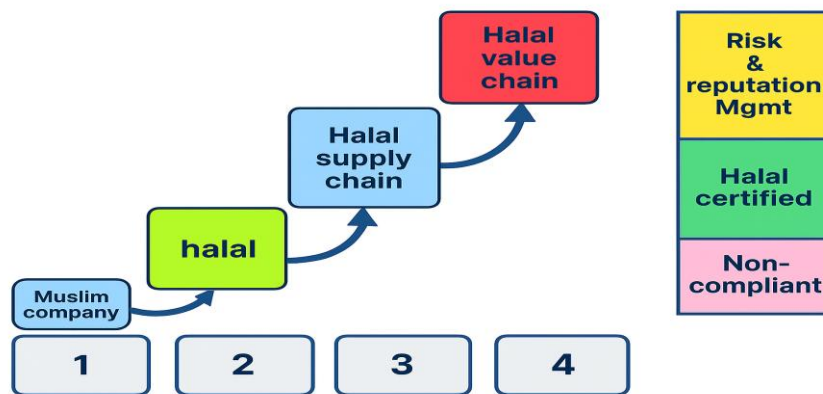 Halal
value
chain
Halal
supply
chain
halal
Muslim
company
1
2
3
4
Risk
&
reputation
Mgmt
Halal
certified
Non-
compliant